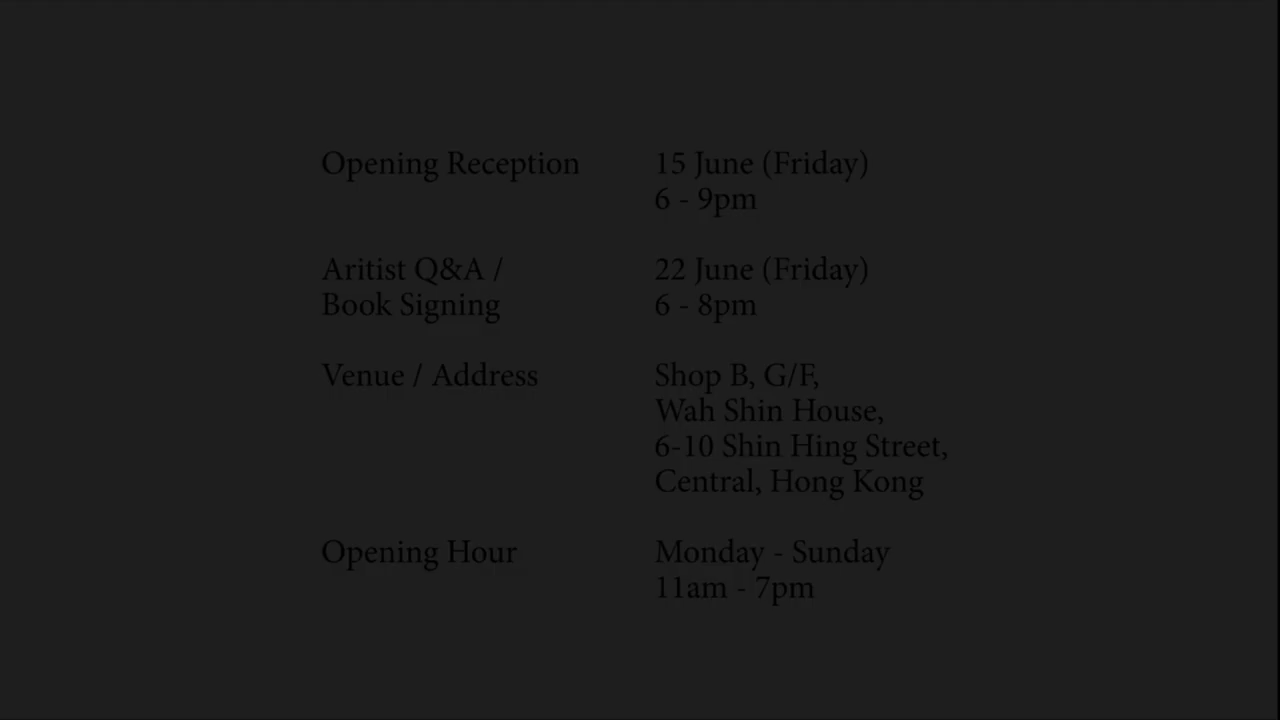 Opening Reception
15 June (Friday)
6 - 9pm
Aritist Q&A /
Book Signing
22 June (Friday)
6 - 8pm
Venue / Address
Shop B, G/F,
Wah Shin House,
6-10 Shin Hing Street,
Central, Hong Kong
Opening Hour
Monday - Sunday
11am - 7pm